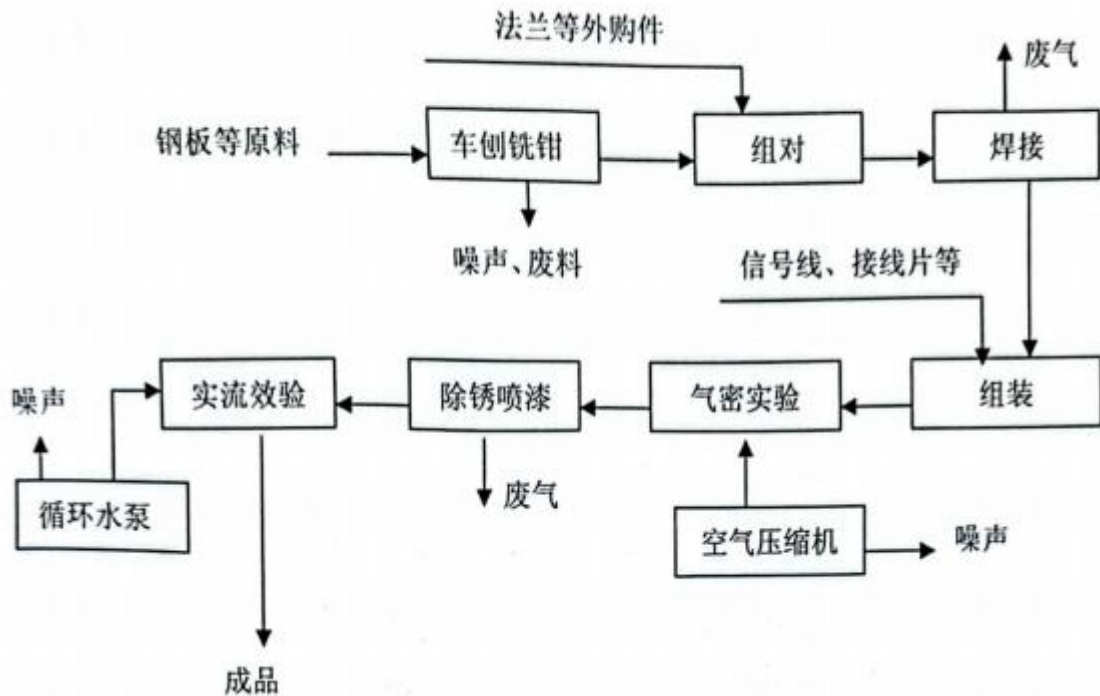 法兰等外购件
废气
钢板等原料
车刨铣钳
组对
焊接
噪声、废料
信号线、接线片等
噪声
实流效验
除锈喷漆
气密实验
组装
循环水泵
废气
空气压缩机
噪声
成品